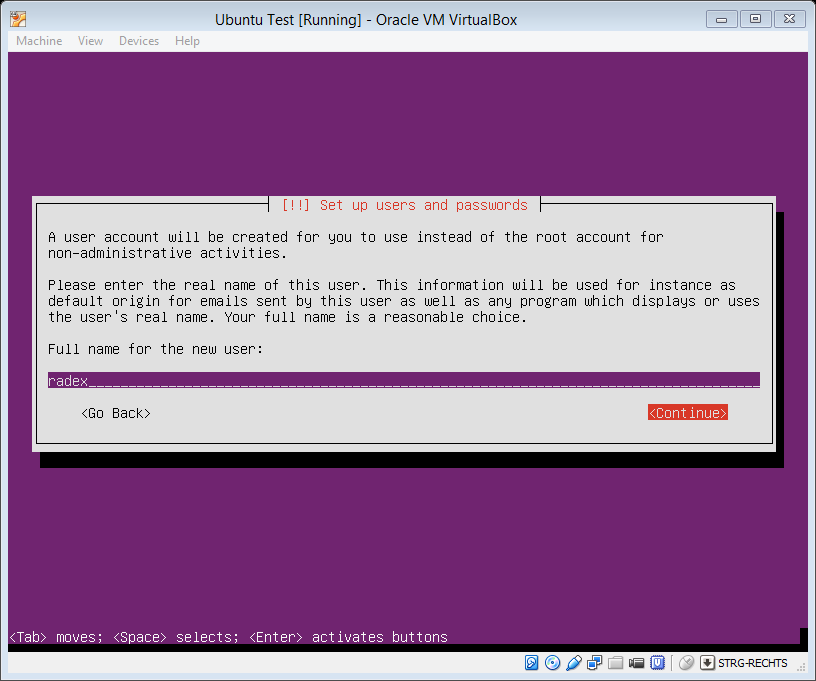 Ubuntu Test [Running] - Oracle VM VirtualBox
Machine View Devices Help
[!!] Set up users and passwords
A user account will be created for you to use instead of the root account for
non-administrative activities.
Please enter the real name of this user. This information will be used for instance as
default origin for emails sent by this user as well as any program which displays or uses
the user's real name. Your full name is a reasonable choice.
Full name for the new user:
radex
<Go Back> <Continue>
<Tab> moves; <Space> selects; <Enter> activates buttons
STRG-RECHTS